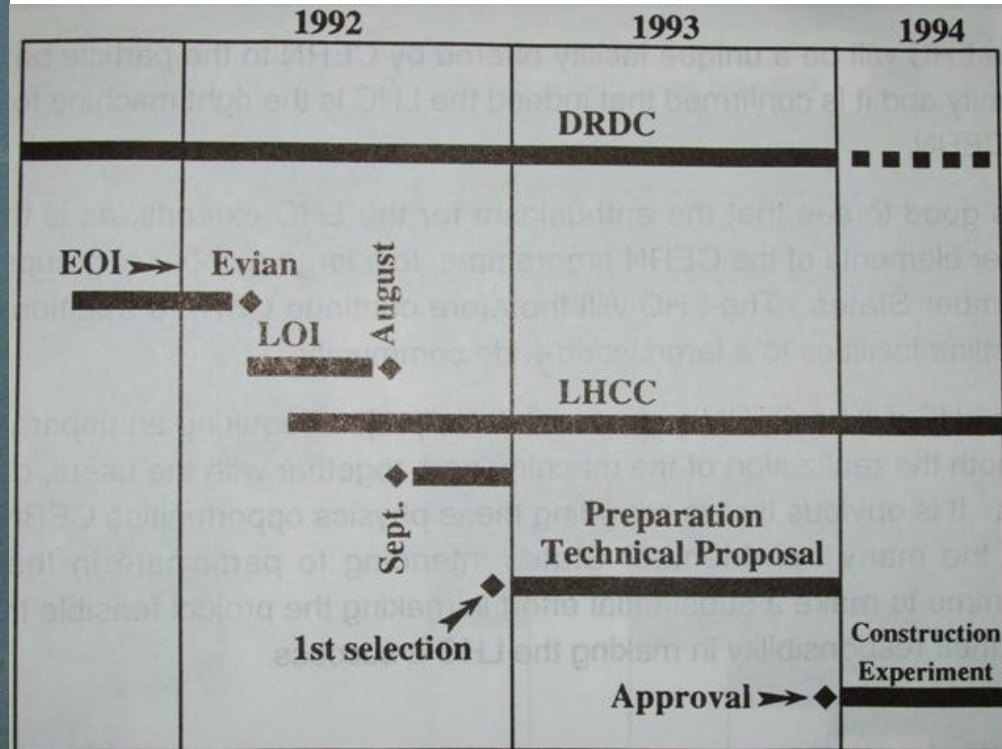 1992 1993 1994
DRDC
EOI Evian
August
LOI
LHCC
Sept.
Preparation
Technical Proposal
1st selection
Construction
Experiment
Approval